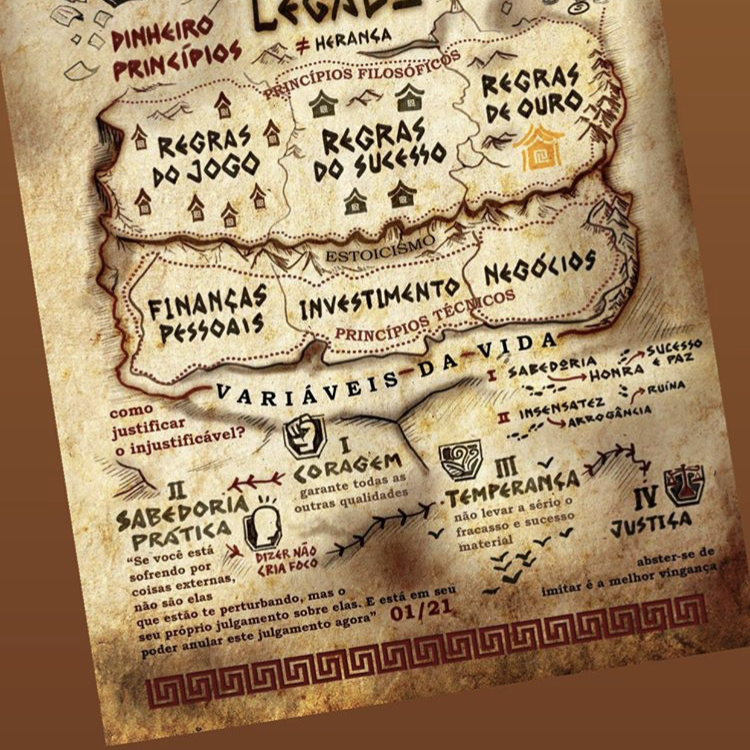 LEGADO
DINHEIRO
PRINCÍPIOS
≠ HERANÇA
PRINCÍPIOS FILOSÓFICOS
REGRAS
DO JOGO
REGRAS
DO SUCESSO
REGRAS
DE OURO
ESTOICISMO
FINANÇAS
PESSOAIS
INVESTIMENTO
NEGÓCIOS
PRINCÍPIOS TÉCNICOS
VARIÁVEIS-DA-VIDA
I SABEDORIA
SUCESSO
HONRA E PAZ
II INSENSATEZ
RUÍNA
ARROGÂNCIA
como
justificar
o injustificável?
I
CORAGEM
garante todas as
outras qualidades
II
SABEDORIA
PRÁTICA
"Se você está
sofrendo por
coisas externas,
não são elas
que estão te perturbando, mas o
seu próprio julgamento sobre elas. E está em seu
poder anular este julgamento agora"
DIZER NÃO
CRIA FOCO
01/21
III
TEMPERANÇA
não levar a sério o
fracasso e sucesso
material
IV
JUSTIÇA
abster-se de
imitar é a melhor vingança